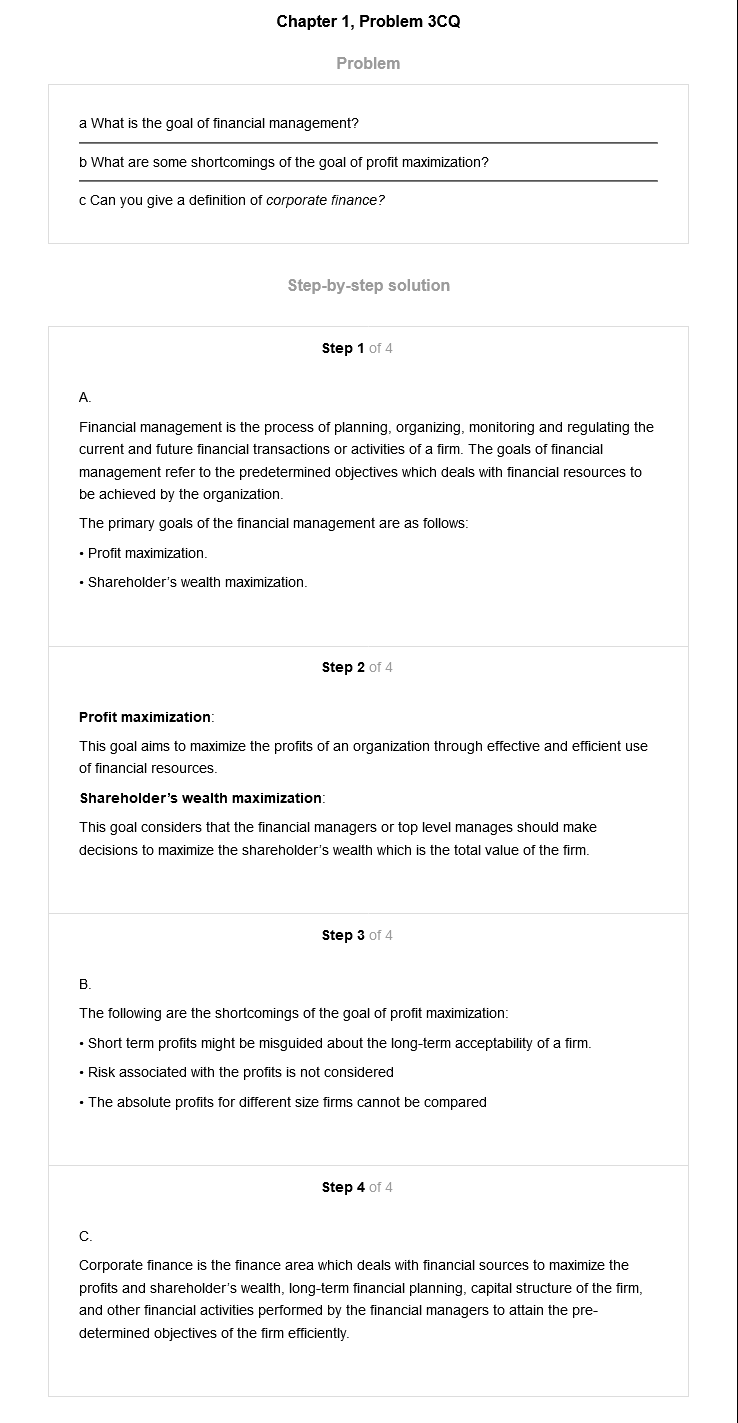 Chapter 1, Problem 3CQ
Problem
a What is the goal of financial management?
b What are some shortcomings of the goal of profit maximization?
c Can you give a definition of corporate finance?
Step-by-step solution
Step 1 of 4
A.
Financial management is the process of planning, organizing, monitoring and regulating the
current and future financial transactions or activities of a firm. The goals of financial
management refer to the predetermined objectives which deals with financial resources to
be achieved by the organization.
The primary goals of the financial management are as follows:
• Profit maximization.
• Shareholder's wealth maximization.
Step 2 of 4
Profit maximization:
This goal aims to maximize the profits of an organization through effective and efficient use
of financial resources.
Shareholder's wealth maximization:
This goal considers that the financial managers or top level manages should make
decisions to maximize the shareholder's wealth which is the total value of the firm.
Step 3 of 4
B.
The following are the shortcomings of the goal of profit maximization:
• Short term profits might be misguided about the long-term acceptability of a firm.
• Risk associated with the profits is not considered
• The absolute profits for different size firms cannot be compared
Step 4 of 4
C.
Corporate finance is the finance area which deals with financial sources to maximize the
profits and shareholder's wealth, long-term financial planning, capital structure of the firm,
and other financial activities performed by the financial managers to attain the pre-
determined objectives of the firm efficiently.